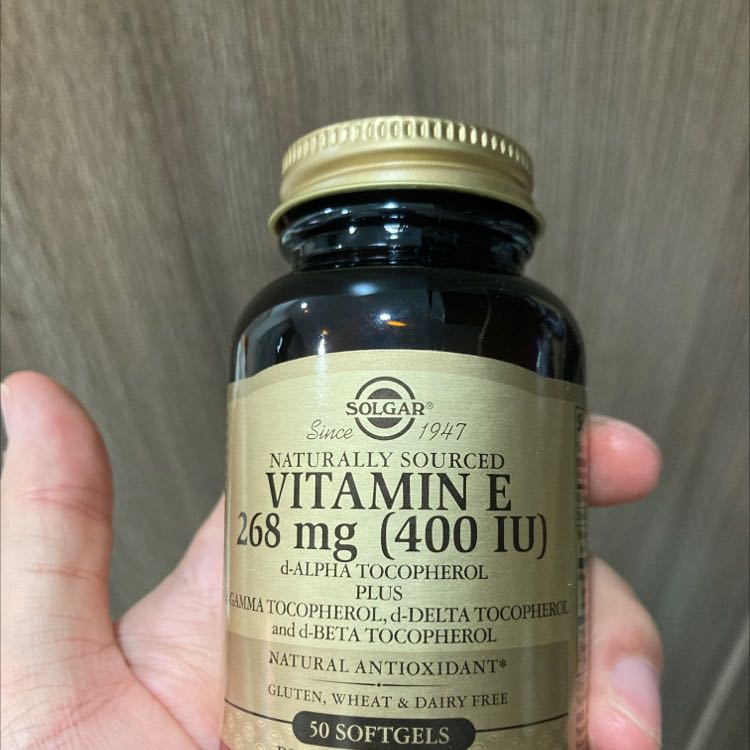 SOLGAR®
Since 1947
NATURALLY SOURCED
VITAMIN E
268 mg (400 IU)
d-ALPHA TOCOPHEROL
PLUS
GAMMA TOCOPHEROL, d-DELTA TOCOPHEROL
and d-BETA TOCOPHEROL
NATURAL ANTIOXIDANT*
GLUTEN, WHEAT & DAIRY FREE
50 SOFTGELS